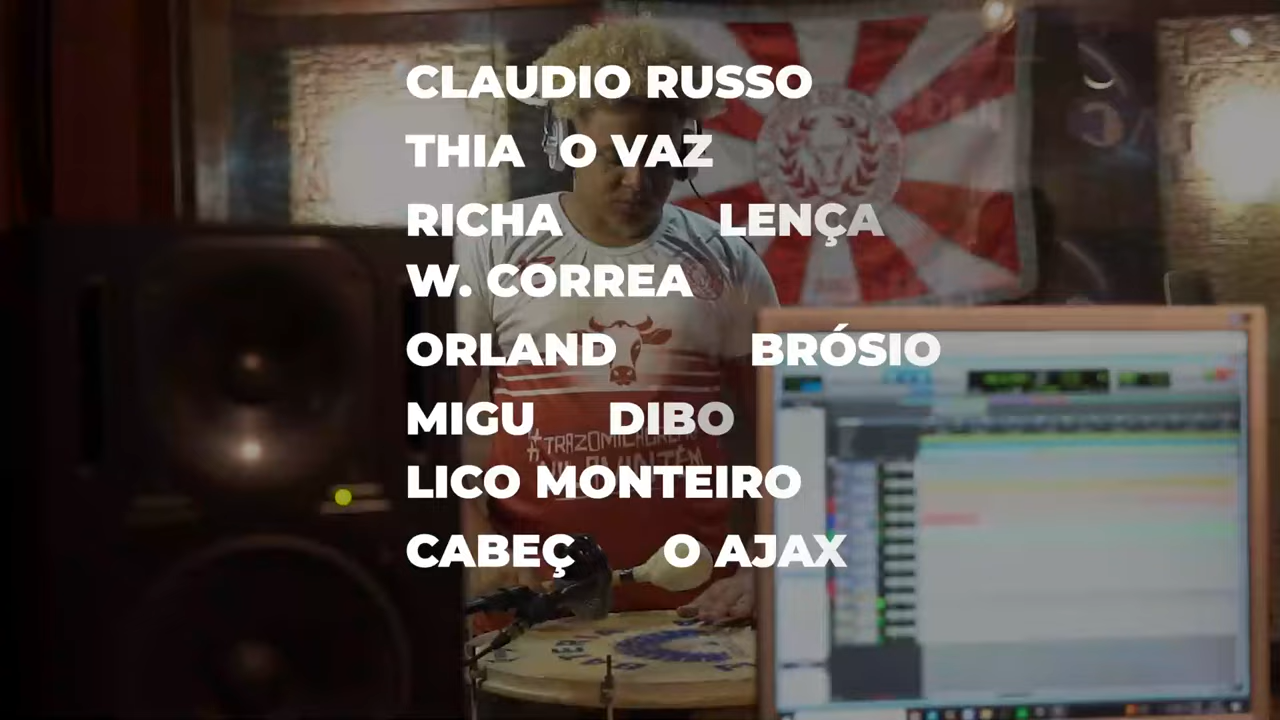 CLAUDIO RUSSO
THIA O VAZ
RICHA LENÇA
W. CORREA
ORLAND BRÓSIO
MIGU DIBO
LICO MONTEIRO
CABEÇ O AJAX